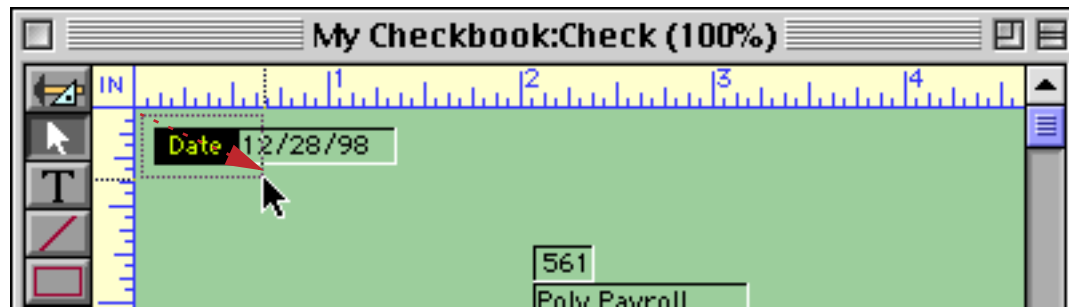 My Checkbook:Check (100%)
IN 1 2 3 4
T
Date 12/28/98
561
Poly Payroll